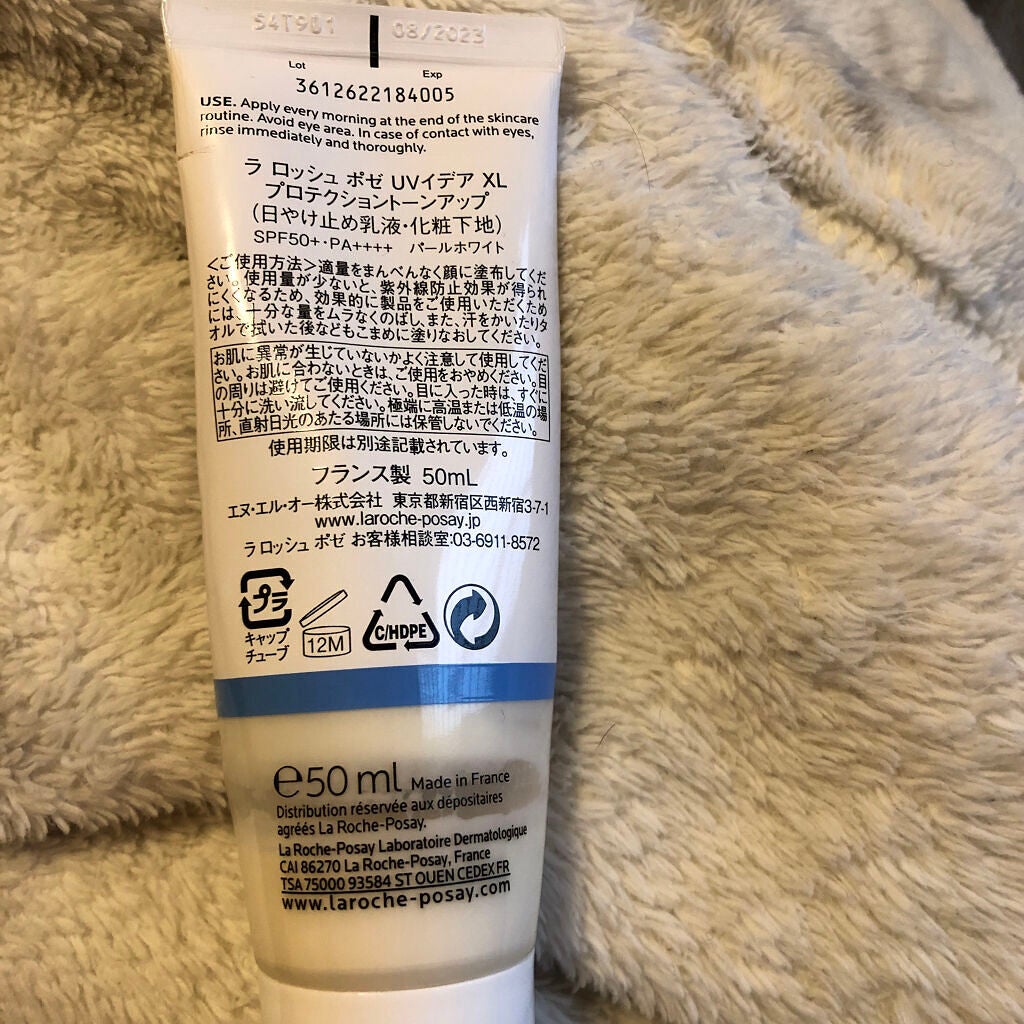 54T901 08/2023
Lot Exp
3612622184005
USE. Apply every morning at the end of the skincare
routine. Avoid eye area. In case of contact with eyes,
rinse immediately and thoroughly.
ラ ロッシュ ポゼ UVイデア XL
プロテクショントーンアップ
(日やけ止め乳液・化粧下地)
SPF50+・PA++++ パールホワイト
<ご使用方法>適量をまんべんなく顔に塗布してくだ
さい。使用量が少ないと、紫外線防止効果が得られ
にくくなるため、効果的に製品をご使用いただくため
には、十分な量をムラなくのばし、また、汗をかいたりタ
オルで拭いた後などもこまめに塗りなおしてください。
お肌に異常が生じていないかよく注意して使用してくだ
さい。お肌に合わないときは、ご使用をおやめください。目
の周りは避けてご使用ください。目に入った時は、すぐに
十分に洗い流してください。極端に高温または低温の場
所、直射日光のあたる場所には保管しないでください。
使用期限は別途記載されています。
フランス製 50mL
エヌ・エル・オー株式会社 東京都新宿区西新宿3-7-1
www.laroche-posay.jp
ラ ロッシュ ポゼ お客様相談室:03-6911-8572
プラ
キャップ
チューブ
12M
C/HDPE
℮50 ml Made in France
Distribution réservée aux dépositaires
agréés La Roche-Posay.
La Roche-Posay Laboratoire Dermatologique
CAI 86270 La Roche-Posay, France
TSA 75000 93584 ST OUEN CEDEX FR
www.laroche-posay.com